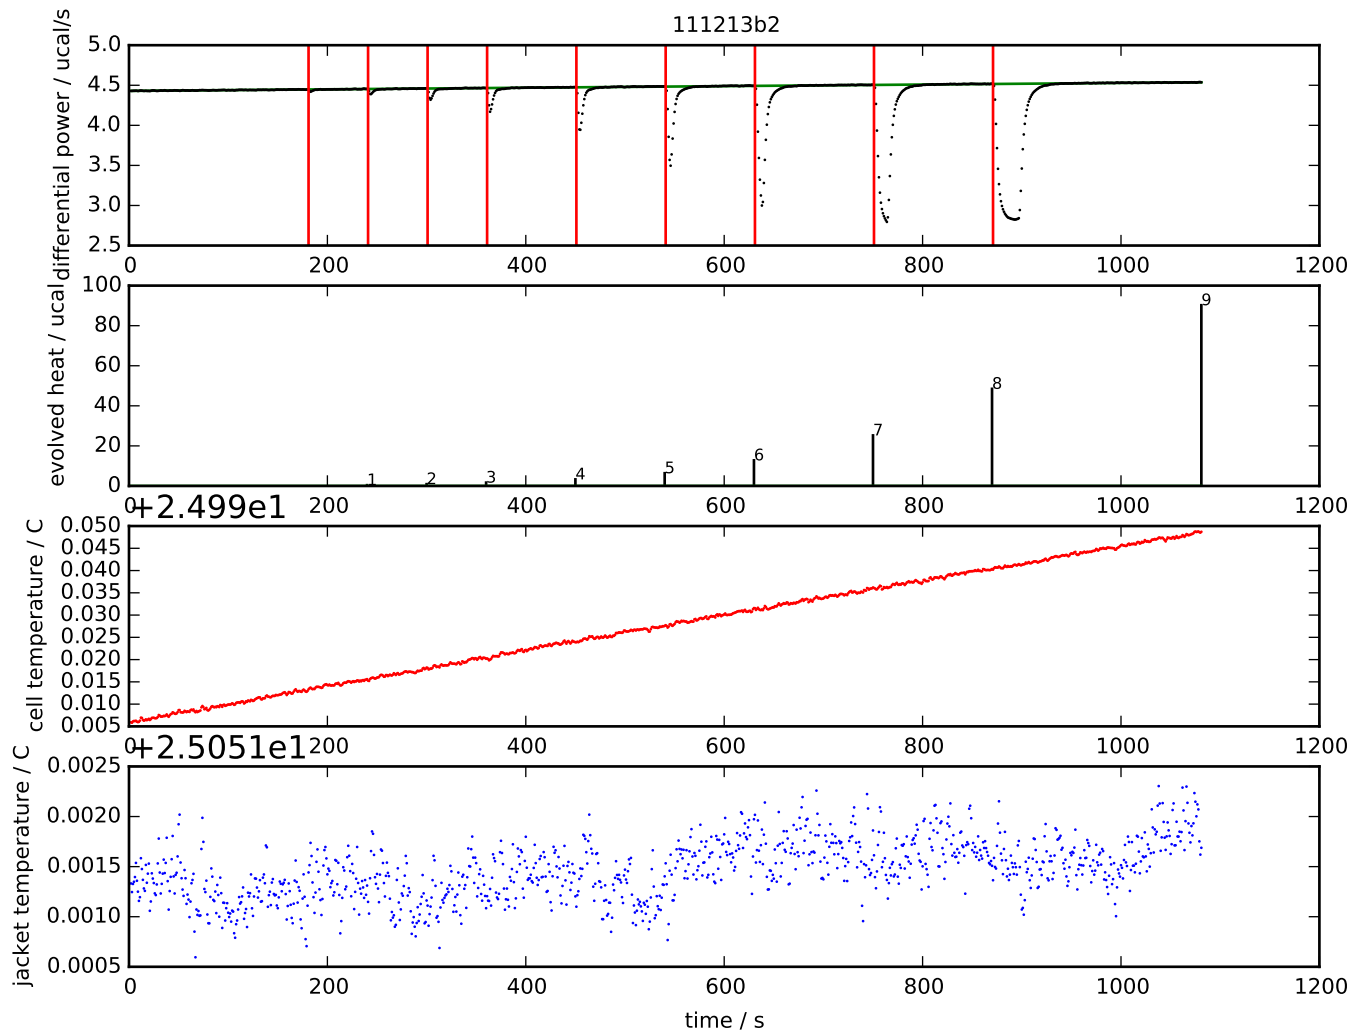 111213b2
differential power / ucal/s
5.0
4.5
4.0
3.5
3.0
2.5
0 200 400 600 800 1000 1200
evolved heat / ucal
100
80
60
40
20
0
1 2 3 4 5 6 7 8 9
0 200 400 600 800 1000 1200
+2.499e1
cell temperature / C
0.050
0.045
0.040
0.035
0.030
0.025
0.020
0.015
0.010
0.005
0 200 400 600 800 1000 1200
+2.5051e1
jacket temperature / C
0.0025
0.0020
0.0015
0.0010
0.0005
0 200 400 600 800 1000 1200
time / s